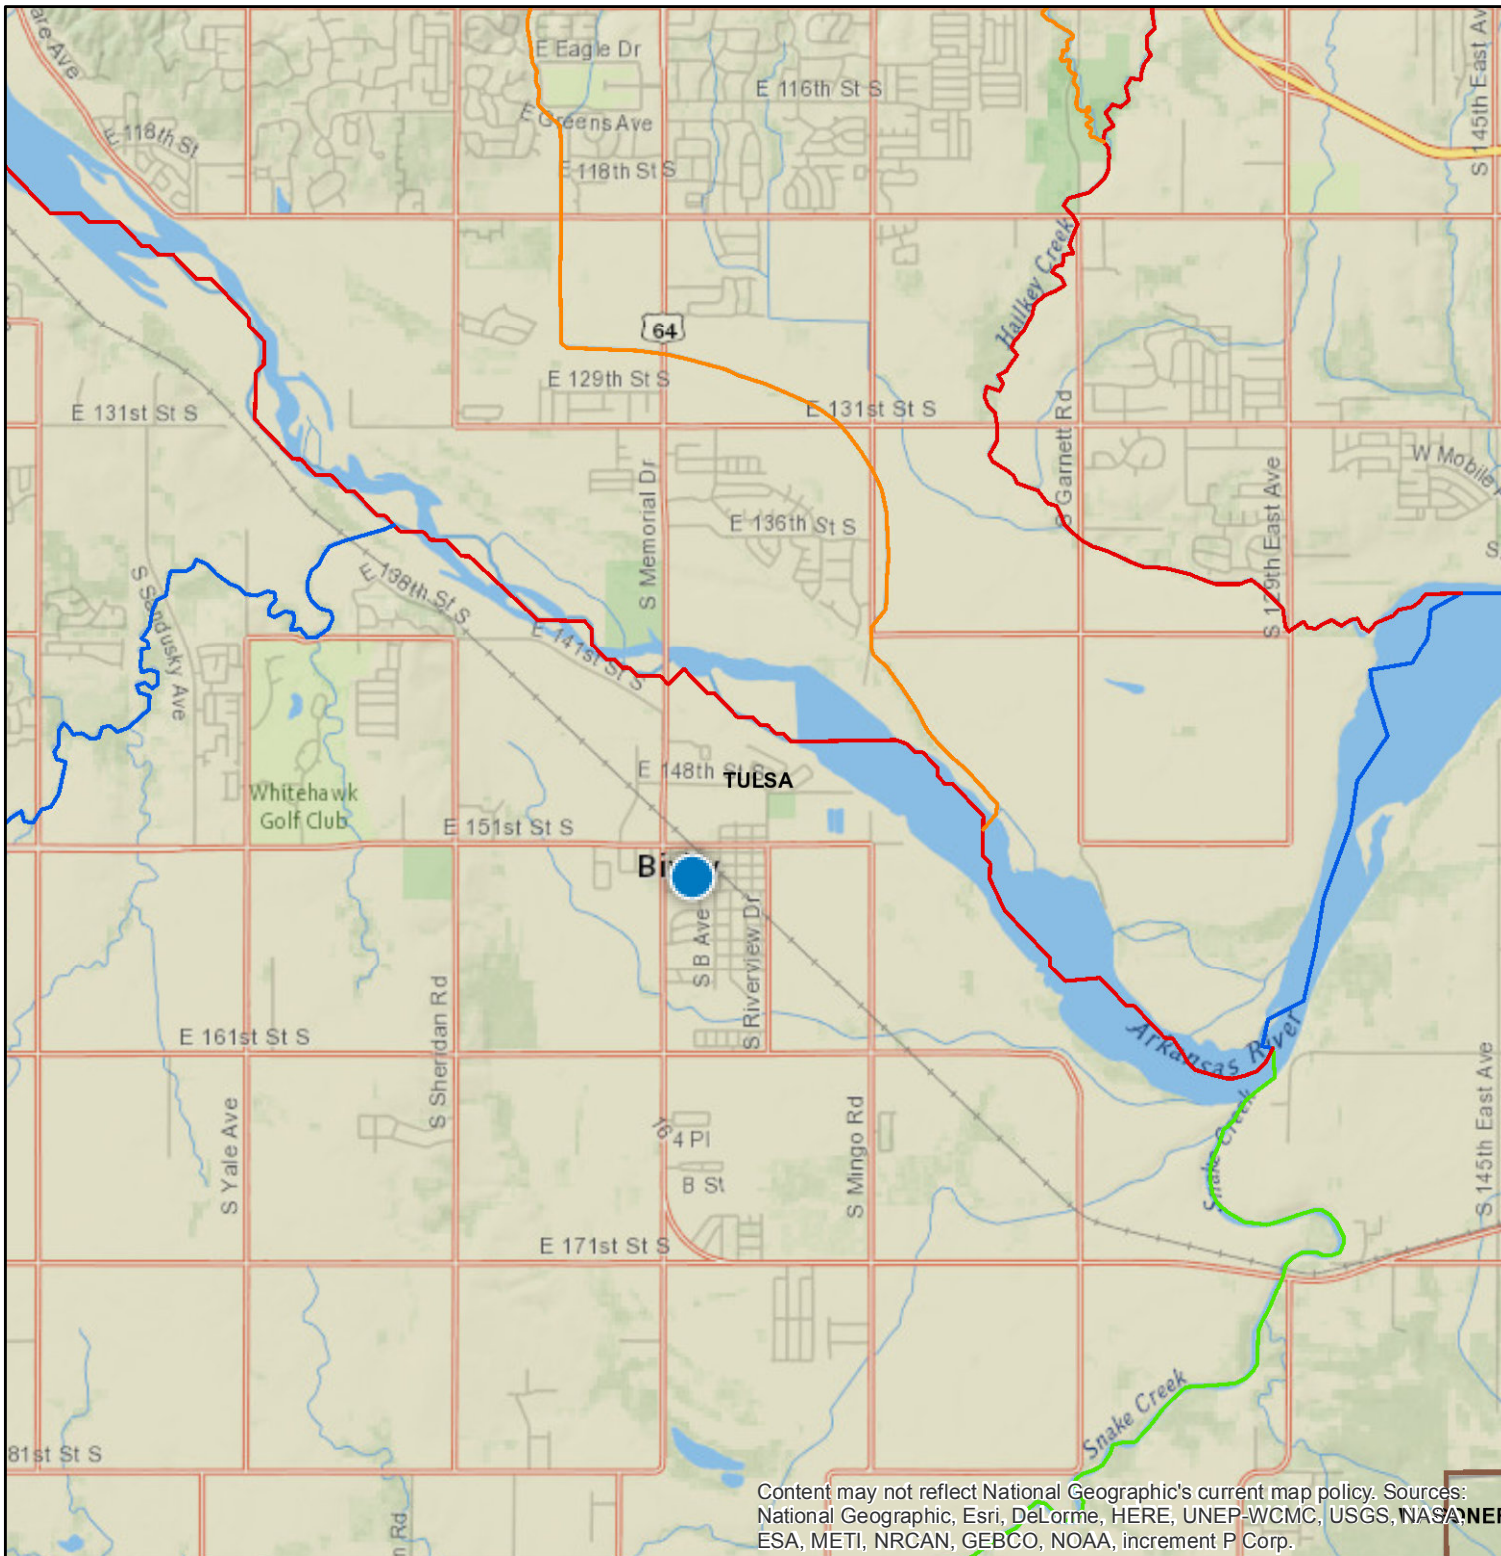 E Eagle Dr
E 116th St S
S 145th East Av
E Greens Ave
E 118th St
E 118th St S
Hallkey Creek
64
E 129th St S
E 131st St S
E 131st St S
S Garnett Rd
W Mobile
S Memorial Dr
S 129th East Ave
E 136th St S
S
E 138th St S
S Sandusky Ave
E 141st St S
E 148th St S
TULSA
Whitehawk
Golf Club
E 151st St S
S B Ave
S Riverview Dr
S Sheridan Rd
E 161st St S
Arkansas River
S Yale Ave
S Mingo Rd
Snake Creek
S 145th East Ave
4 Pl
B St
E 171st St S
Snake Creek
81st St S
n Rd
Content may not reflect National Geographic's current map policy. Sources:
National Geographic, Esri, DeLorme, HERE, UNEP-WCMC, USGS, NASA,
ESA, METI, NRCAN, GEBCO, NOAA, increment P Corp.